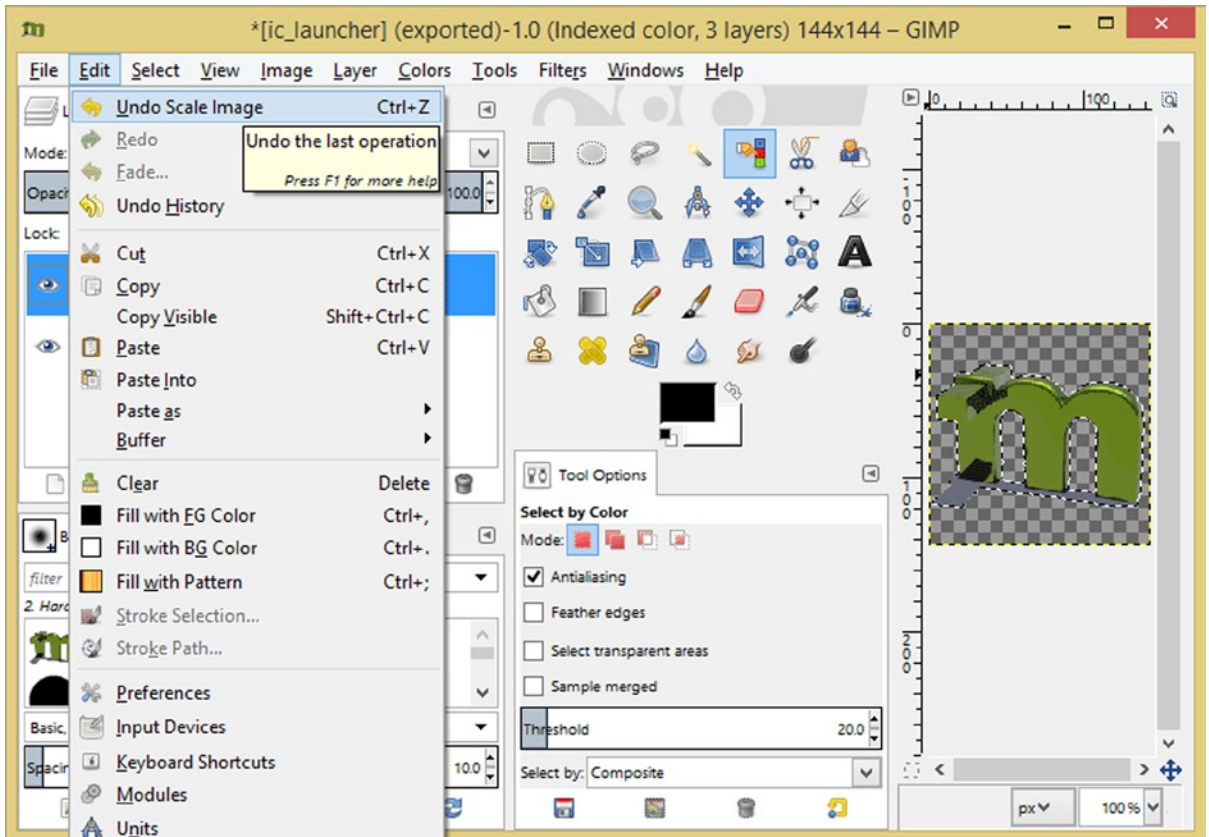 *[ic_launcher] (exported)-1.0 (Indexed color, 3 layers) 144x144 – GIMP
File Edit Select View Image Layer Colors Tools Filters Windows Help
Undo Scale Image Ctrl+Z
Redo
Fade...
Undo the last operation
Press F1 for more help
Undo History
Cut Ctrl+X
Copy Ctrl+C
Copy Visible Shift+Ctrl+C
Paste Ctrl+V
Paste Into
Paste as
Buffer
Clear Delete
Fill with FG Color Ctrl+,
Fill with BG Color Ctrl+.
Fill with Pattern Ctrl+;
Stroke Selection...
Stroke Path...
Preferences
Input Devices
Keyboard Shortcuts
Modules
Units
Mode:
100.0
Lock:
filter
Basic,
10.0
Tool Options
Select by Color
Mode:
Antialiasing
Feather edges
Select transparent areas
Sample merged
Threshold 20.0
Select by: Composite
0 100
-100
0
100
200
m
px 100 %